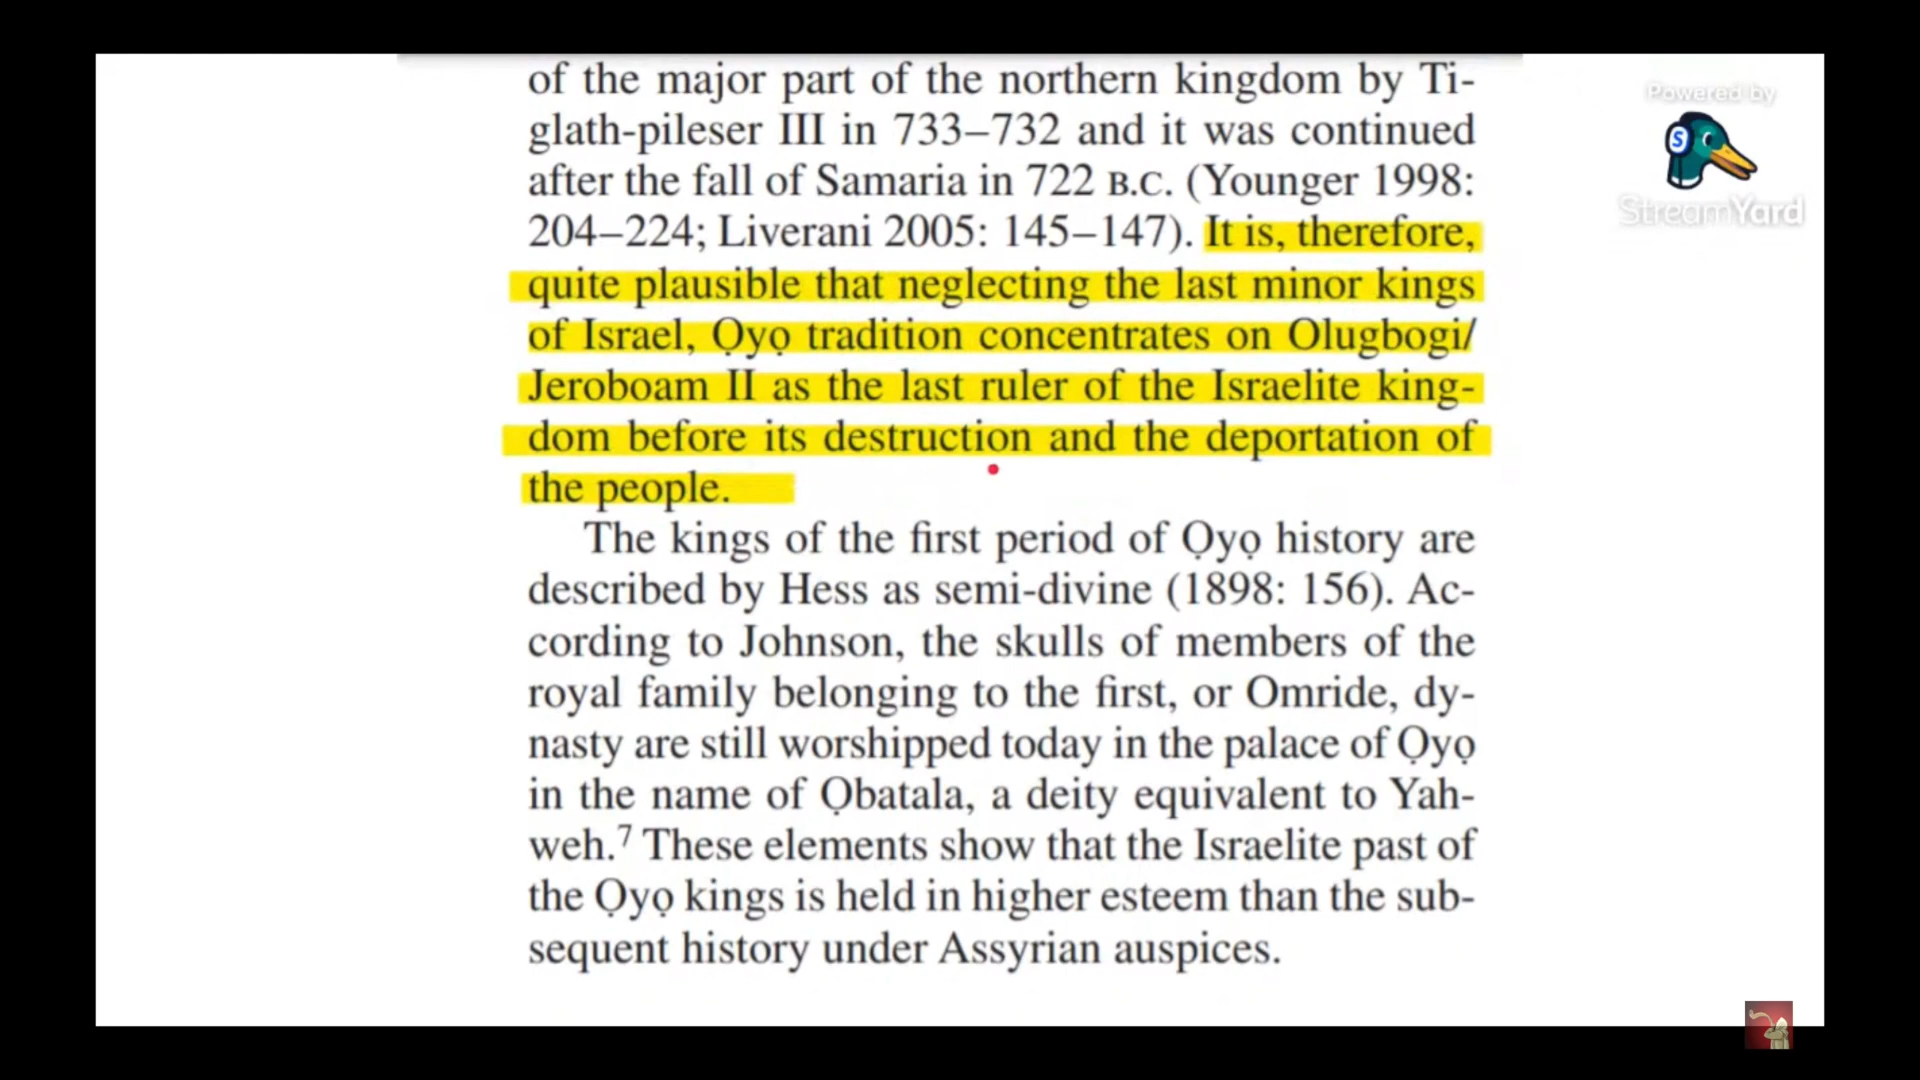 of the major part of the northern kingdom by Ti-
glath-pileser III in 733–732 and it was continued
after the fall of Samaria in 722 B.C. (Younger 1998:
204–224; Liverani 2005: 145–147). It is, therefore,
quite plausible that neglecting the last minor kings
of Israel, Ọyọ tradition concentrates on Olugbogi/
Jeroboam II as the last ruler of the Israelite king-
dom before its destruction and the deportation of
the people.
The kings of the first period of Ọyọ history are
described by Hess as semi-divine (1898: 156). Ac-
cording to Johnson, the skulls of members of the
royal family belonging to the first, or Omride, dy-
nasty are still worshipped today in the palace of Ọyọ
in the name of Ọbatala, a deity equivalent to Yah-
weh.⁷ These elements show that the Israelite past of
the Ọyọ kings is held in higher esteem than the sub-
sequent history under Assyrian auspices.
Powered by
S
StreamYard